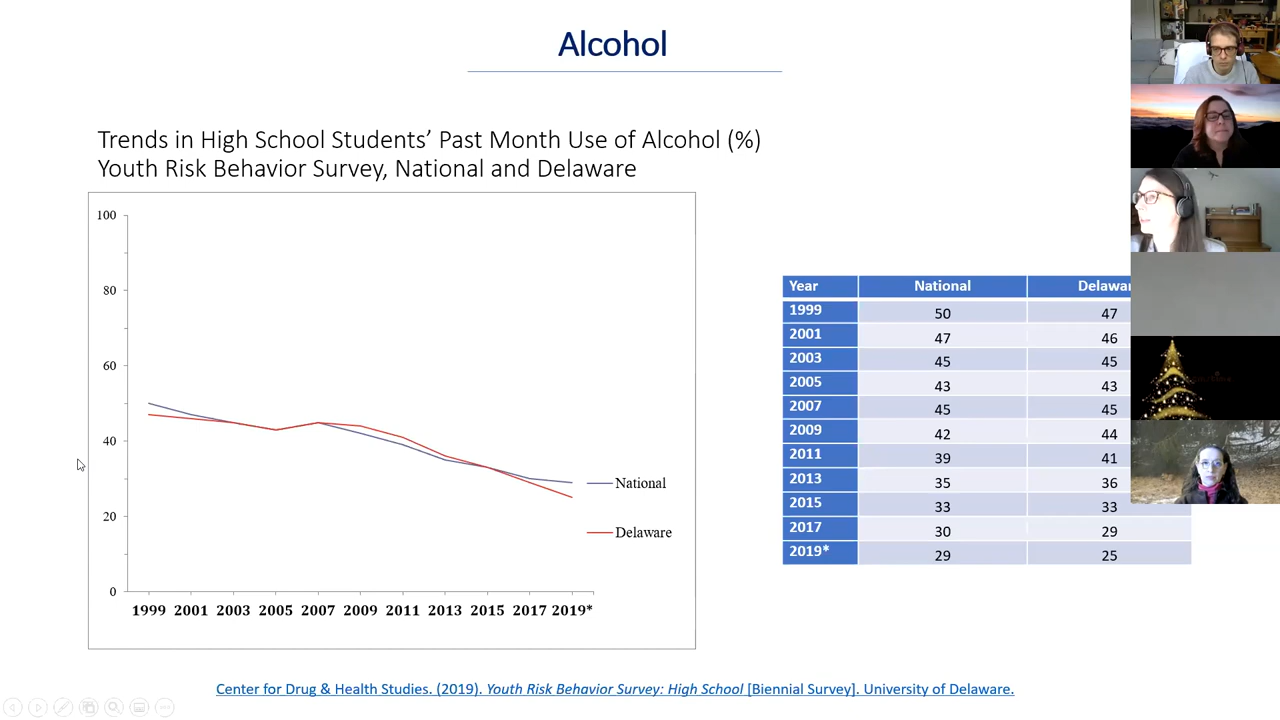 Alcohol
Trends in High School Students’ Past Month Use of Alcohol (%)
Youth Risk Behavior Survey, National and Delaware
100
80
60
40
20
0
1999 2001 2003 2005 2007 2009 2011 2013 2015 2017 2019*
National
Delaware
Year National Delawar
1999 50 47
2001 47 46
2003 45 45
2005 43 43
2007 45 45
2009 42 44
2011 39 41
2013 35 36
2015 33 33
2017 30 29
2019* 29 25
Center for Drug & Health Studies. (2019). Youth Risk Behavior Survey: High School [Biennial Survey]. University of Delaware.